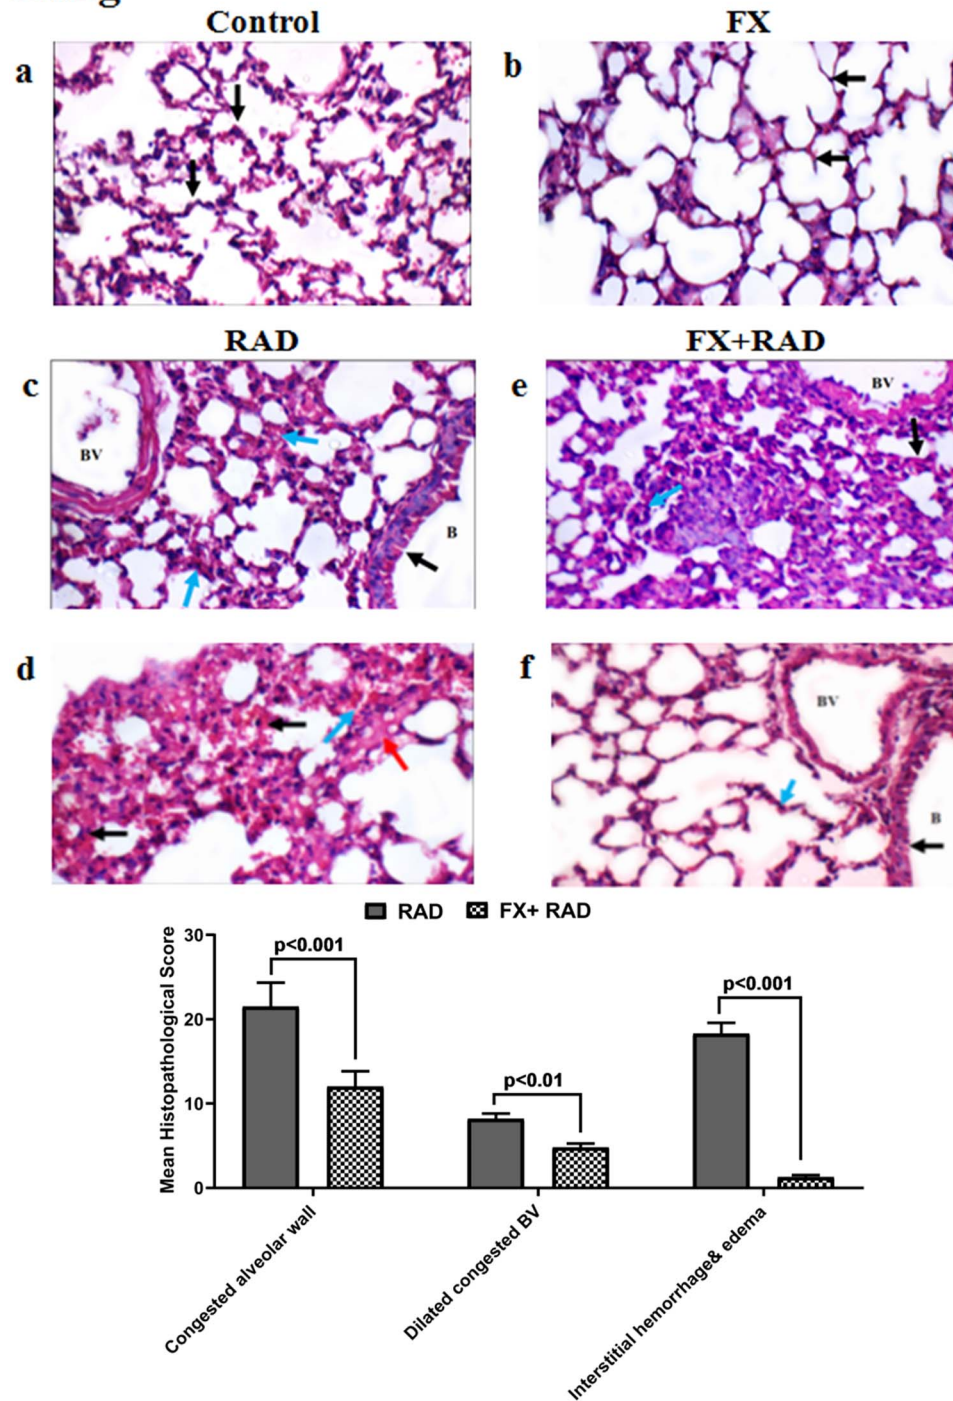 Control
FX
a
b
RAD
FX+RAD
c
BV
B
e
BV
d
f
BV
B
RAD
FX+ RAD
Mean Histopathological Score
30
20
10
0
p<0.001
p<0.01
p<0.001
Congested alveolar wall
Dilated congested BV
Interstitial hemorrhage& edema